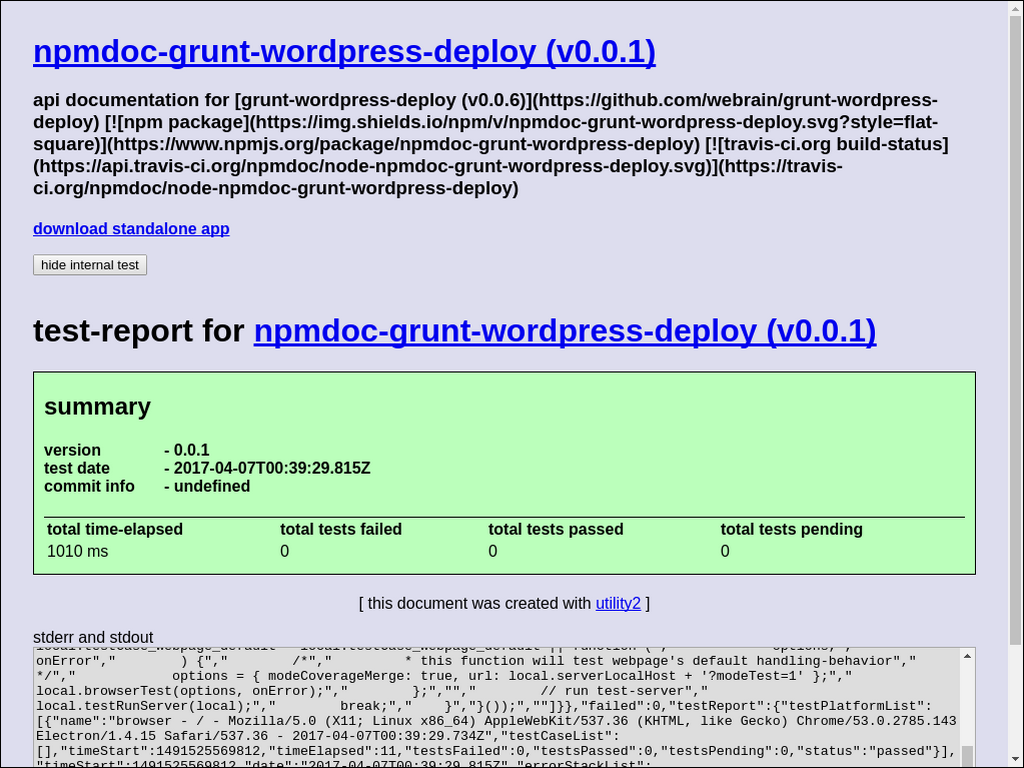 npmdoc-grunt-wordpress-deploy (v0.0.1)
api documentation for [grunt-wordpress-deploy (v0.0.6)](https://github.com/webrain/grunt-wordpress-
deploy) [![npm package](https://img.shields.io/npm/v/npmdoc-grunt-wordpress-deploy.svg?style=flat-
square)](https://www.npmjs.org/package/npmdoc-grunt-wordpress-deploy) [![travis-ci.org build-status]
(https://api.travis-ci.org/npmdoc/node-npmdoc-grunt-wordpress-deploy.svg)](https://travis-
ci.org/npmdoc/node-npmdoc-grunt-wordpress-deploy)
download standalone app
hide internal test
test-report for npmdoc-grunt-wordpress-deploy (v0.0.1)
summary
version - 0.0.1
test date - 2017-04-07T00:39:29.815Z
commit info - undefined
total time-elapsed total tests failed total tests passed total tests pending
1010 ms 0 0 0
[ this document was created with utility2 ]
stderr and stdout
onError"," ) {"," /*"," * this function will test webpage's default handling-behavior","
*/"," options = { modeCoverageMerge: true, url: local.serverLocalHost + '?modeTest=1' };","
local.browserTest(options, onError);"," };",""," // run test-server","
local.testRunServer(local);"," break;"," }","}());",""]}},"failed":0,"testReport":{"testPlatformList":
[{"name":"browser - / - Mozilla/5.0 (X11; Linux x86_64) AppleWebKit/537.36 (KHTML, like Gecko) Chrome/53.0.2785.143
Electron/1.4.15 Safari/537.36 - 2017-04-07T00:39:29.734Z","testCaseList":
[],"timeStart":1491525569812,"timeElapsed":11,"testsFailed":0,"testsPassed":0,"testsPending":0,"status":"passed"}],
"timeStart":1491525569812,"date":"2017-04-07T00:39:29.815Z","errorStackList":